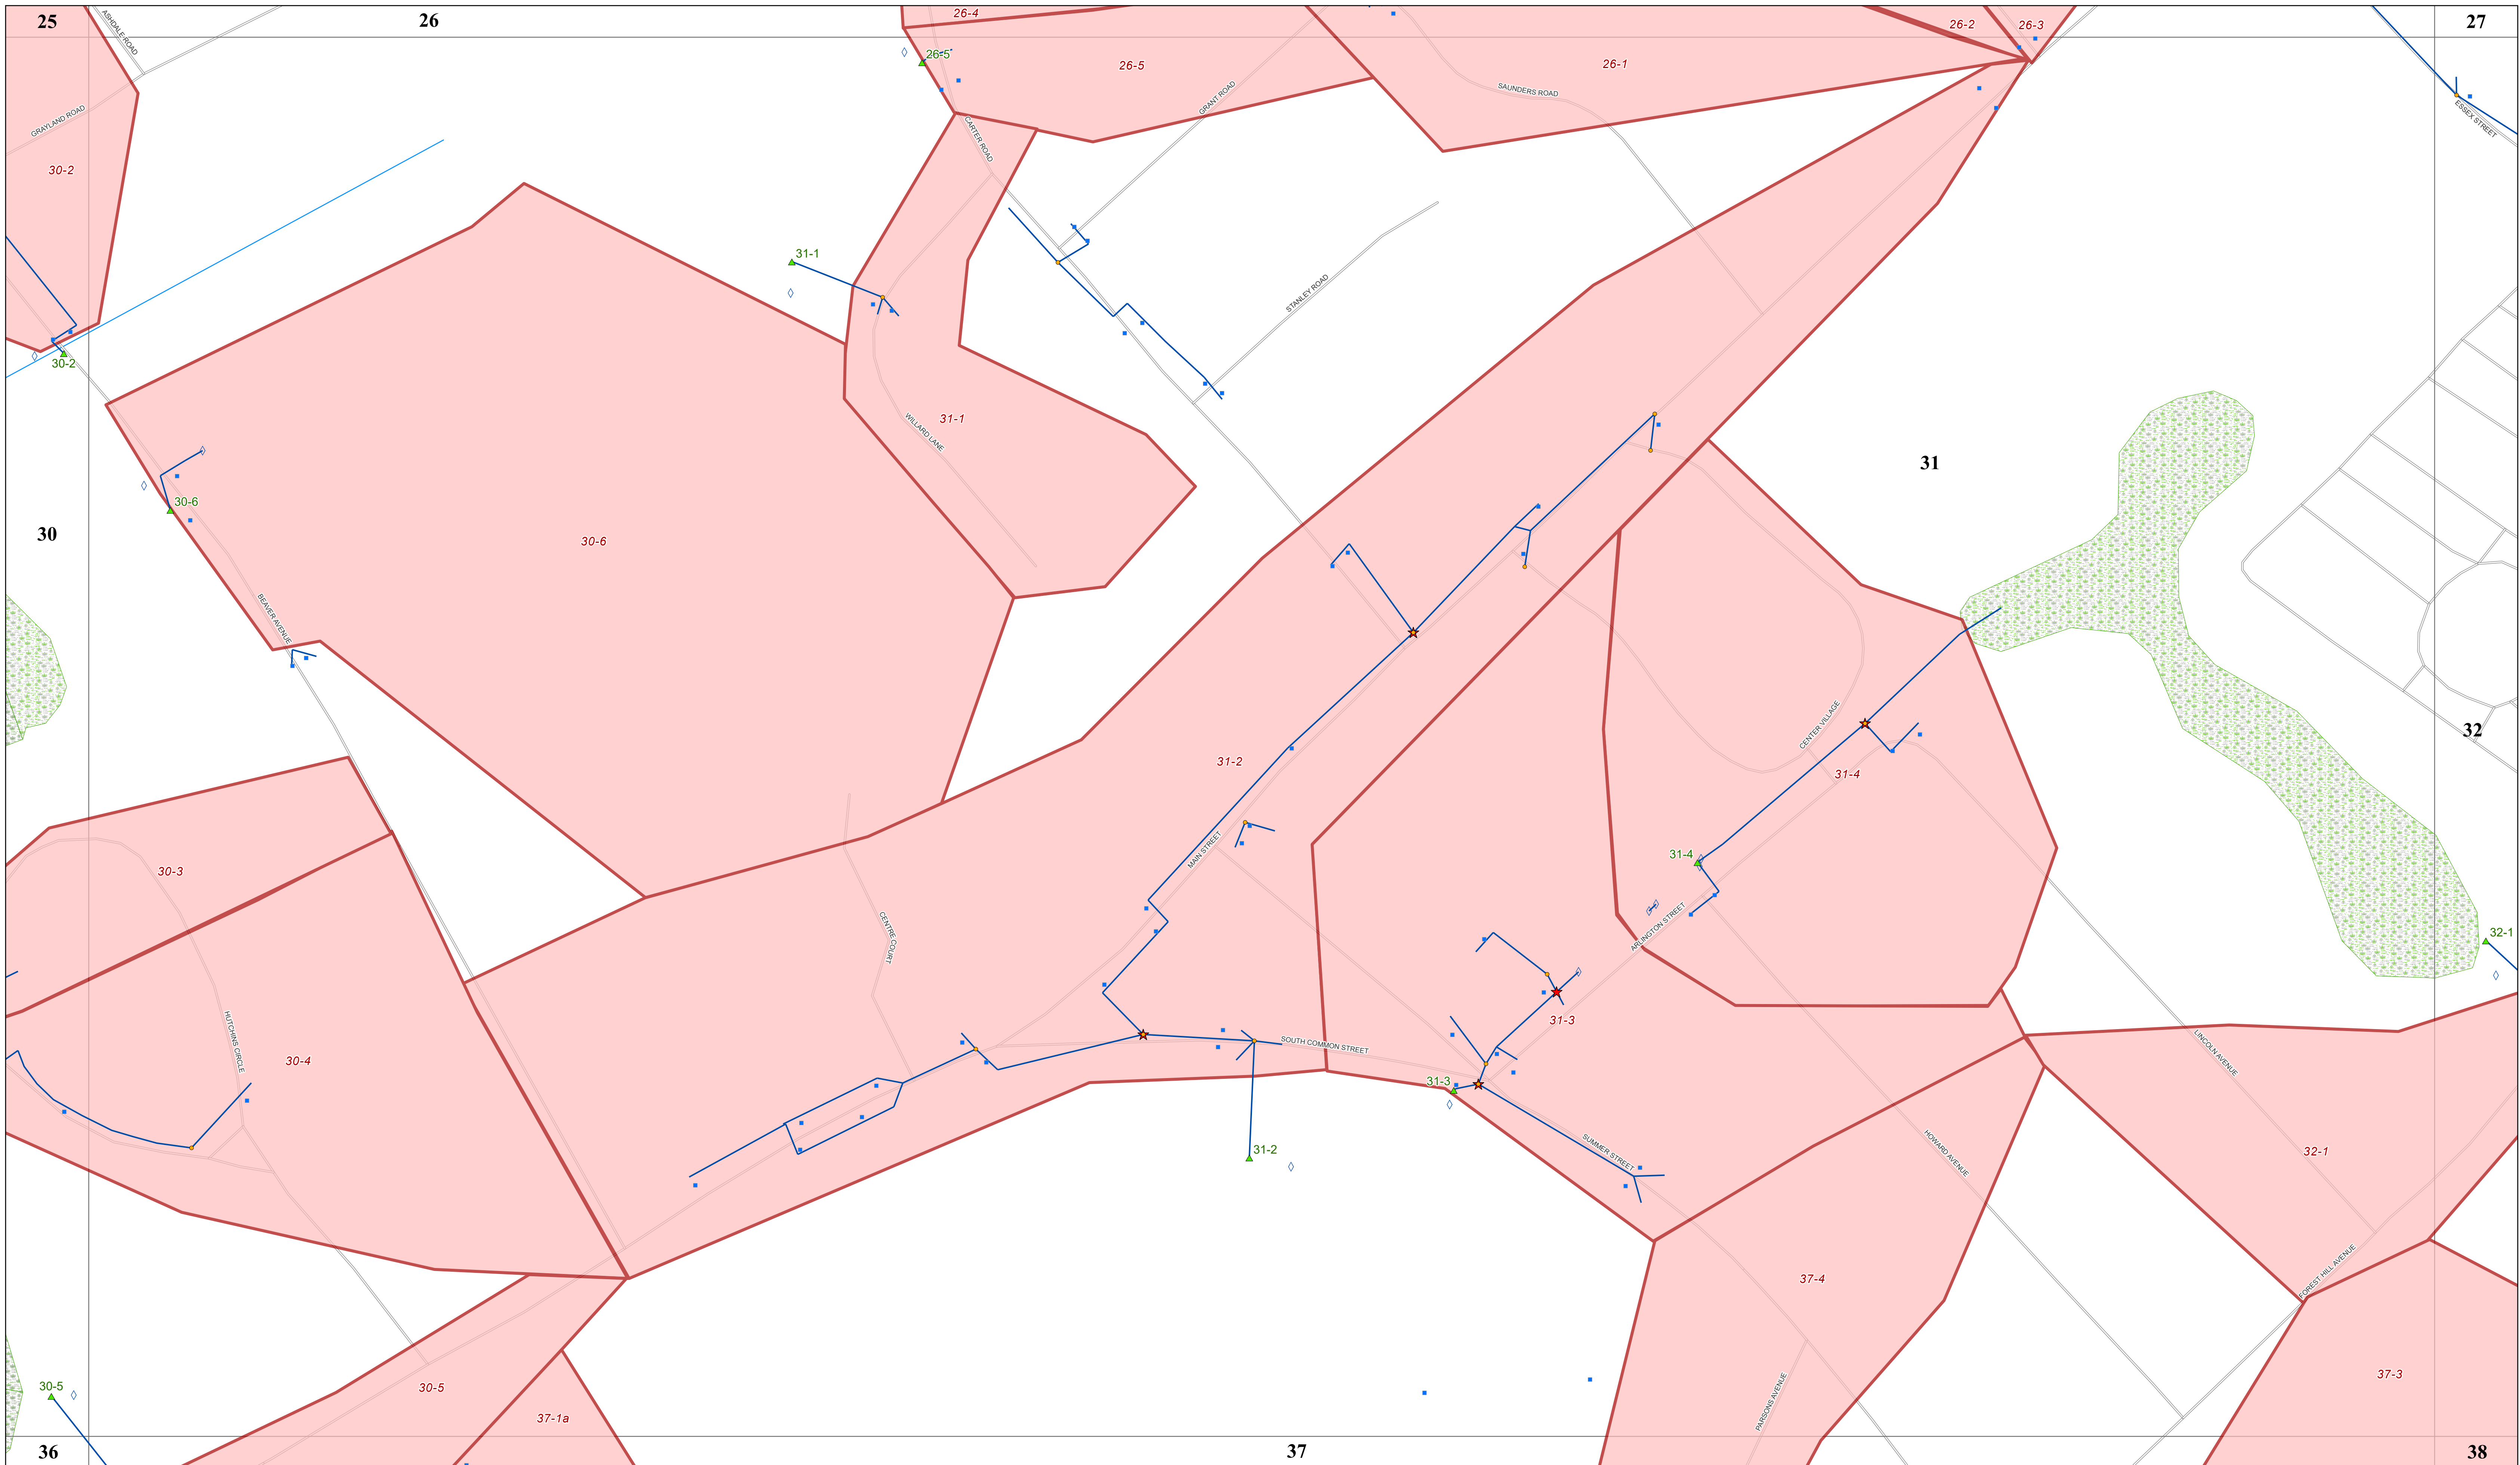 25
26
27
26-4
26-2
26-3
ASHDALE ROAD
26-5
26-5
26-1
GRANT ROAD
SAUNDERS ROAD
ESSEX STREET
GRAYLAND ROAD
CARTER ROAD
30-2
31-1
STANLEY ROAD
30-2
31-1
WILLARD LANE
31
30-6
30
30-6
BEAVER AVENUE
CENTER VILLAGE
32
31-2
31-4
MAIN STREET
31-4
30-3
ARLINGTON STREET
CENTRE COURT
32-1
31-3
HUTCHINS CIRCLE
SOUTH COMMON STREET
LINCOLN AVENUE
30-4
31-3
31-2
SUMMER STREET
HOWARD AVENUE
32-1
FOREST HILL AVENUE
37-4
37-3
30-5
30-5
PARSONS AVENUE
37-1a
36
37
38